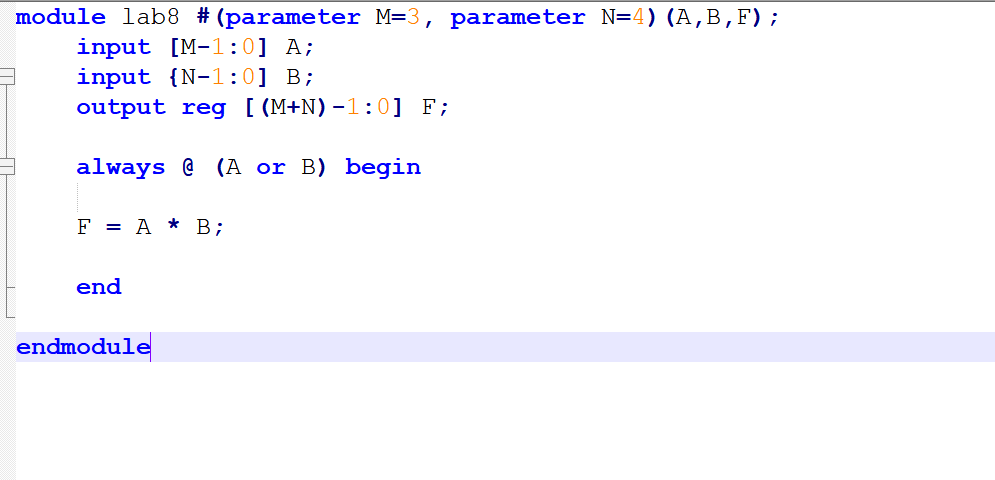 module lab8 #(parameter M=3, parameter N=4)(A,B,F);
input [M-1:0] A;
input {N-1:0] B;
output reg [(M+N)-1:0] F;
always @ (A or B) begin
F = A * B;
end
endmodule